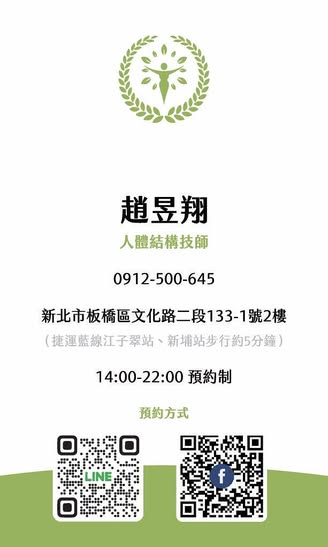 趙昱翔
人體結構技師
0912-500-645
新北市板橋區文化路二段133-1號2樓
（捷運藍線江子翠站、新埔站步行約5分鐘）
14:00-22:00 預約制
預約方式
LINE
f